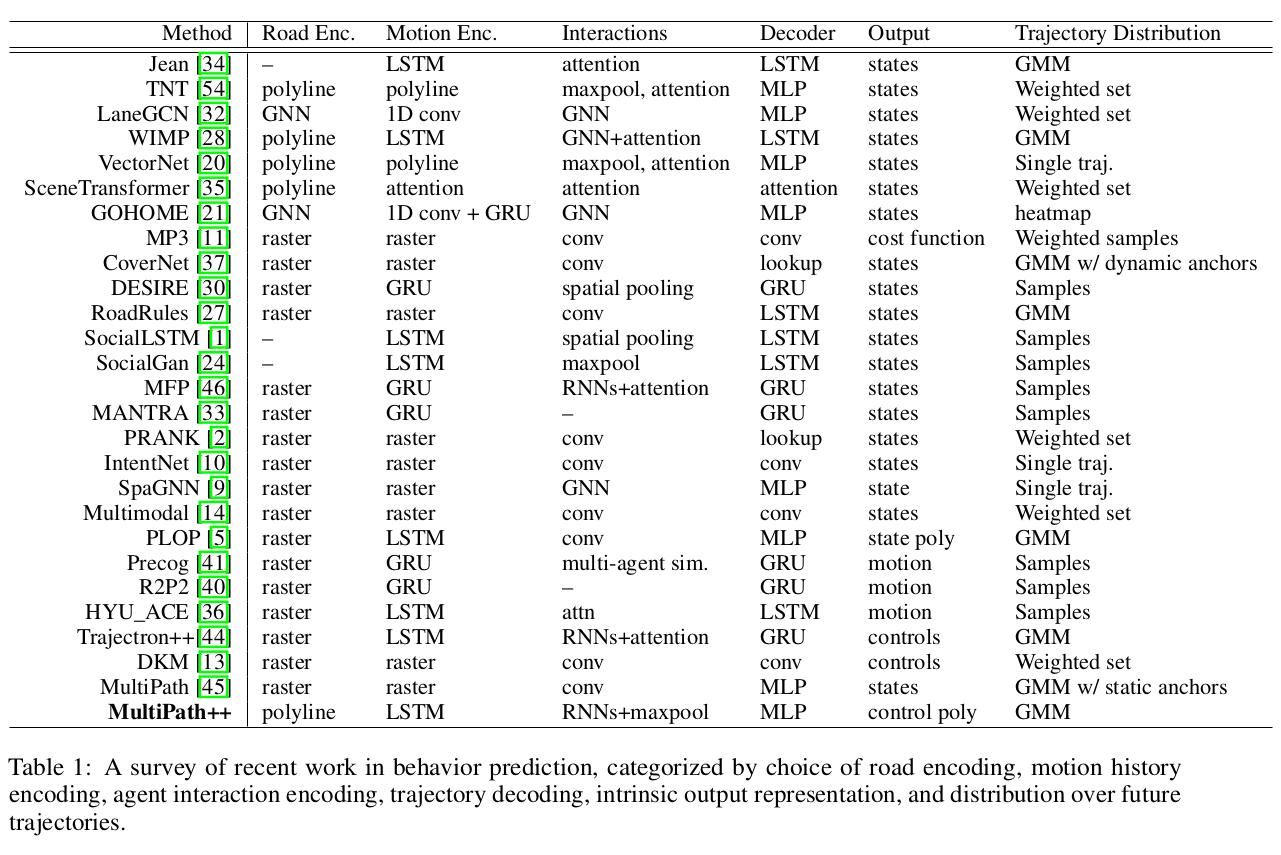 Method Road Enc. Motion Enc. Interactions Decoder Output Trajectory Distribution
Jean [34] – LSTM attention LSTM states GMM
TNT [54] polyline polyline maxpool, attention MLP states Weighted set
LaneGCN [32] GNN 1D conv GNN MLP states Weighted set
WIMP [28] polyline LSTM GNN+attention LSTM states GMM
VectorNet [20] polyline polyline maxpool, attention MLP states Single traj.
SceneTransformer [35] polyline attention attention attention states Weighted set
GOHOME [21] GNN 1D conv + GRU GNN MLP states heatmap
MP3 [11] raster raster conv conv cost function Weighted samples
CoverNet [37] raster raster conv lookup states GMM w/ dynamic anchors
DESIRE [30] raster GRU spatial pooling GRU states Samples
RoadRules [27] raster raster conv LSTM states GMM
SocialLSTM [1] – LSTM spatial pooling LSTM states Samples
SocialGan [24] – LSTM maxpool LSTM states Samples
MFP [46] raster GRU RNNs+attention GRU states Samples
MANTRA [33] raster GRU – GRU states Samples
PRANK [2] raster raster conv lookup states Weighted set
IntentNet [10] raster raster conv conv states Single traj.
SpaGNN [9] raster raster GNN MLP state Single traj.
Multimodal [14] raster raster conv conv states Weighted set
PLOP [5] raster LSTM conv MLP state poly GMM
Precog [41] raster GRU multi-agent sim. GRU motion Samples
R2P2 [40] raster GRU – GRU motion Samples
HYU_ACE [36] raster LSTM attn LSTM motion Samples
Trajectron++[44] raster LSTM RNNs+attention GRU controls GMM
DKM [13] raster raster conv conv controls Weighted set
MultiPath [45] raster raster conv MLP states GMM w/ static anchors
MultiPath++ polyline LSTM RNNs+maxpool MLP control poly GMM
Table 1: A survey of recent work in behavior prediction, categorized by choice of road encoding, motion history
encoding, agent interaction encoding, trajectory decoding, intrinsic output representation, and distribution over future
trajectories.